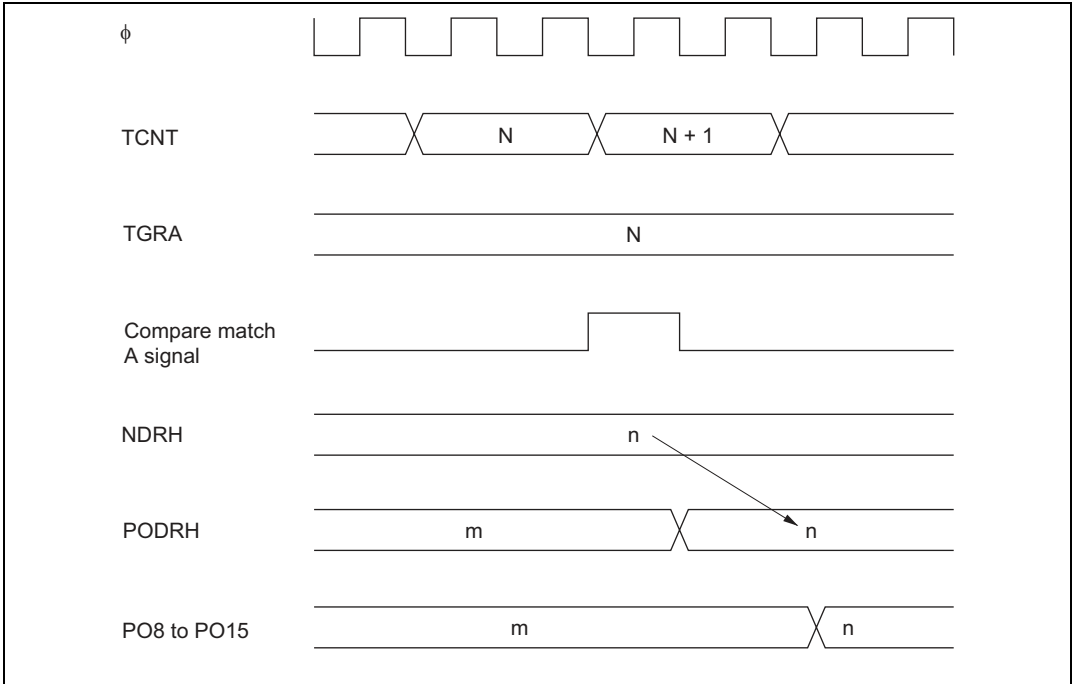 ϕ
TCNT
N
N + 1
TGRA
N
Compare match
A signal
NDRH
n
PODRH
m
n
PO8 to PO15
m
n